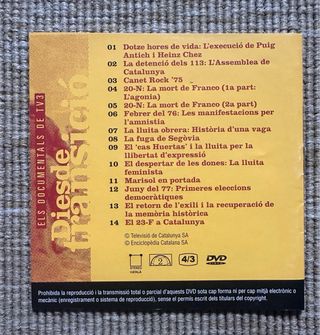 ELS DOCUMENTALS DE TV3
Dies de
transició
01 Dotze hores de vida: L'execució de Puig
Antich i Heinz Chez
02 La detenció dels 113: L'Assemblea de
Catalunya
03 Canet Rock '75
04 20-N: La mort de Franco (1a part:
L'agonia)
05 20-N: La mort de Franco (2a part)
06 Febrer del 76: Les manifestacions per
l'amnistia
07 La lluita obrera: Història d'una vaga
08 La fuga de Segòvia
09 El 'cas Huertas' i la lluita per la
llibertat d'expressió
10 El despertar de les dones: La lluita
feminista
11 Marisol en portada
12 Juny del 77: Primeres eleccions
democràtiques
13 El retorn de l'exili i la recuperació de
la memòria històrica
14 El 23-F a Catalunya
© Televisió de Catalunya SA
© Enciclopèdia Catalana SA
2
4/3
DVD
Prohibida la reproducció i la transmissió total o parcial d'aquests DVD sota cap forma ni per cap mitjà electrònic o
mecànic (enregistrament o sistema de reproducció), sense el permís escrit dels titulars del copyright.